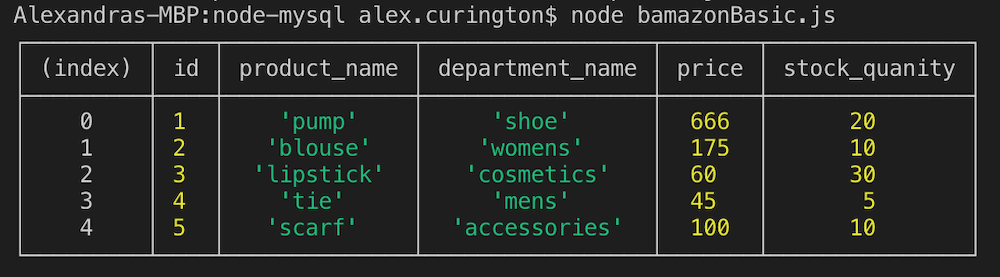 Alexandras-MBP:node-mysql alex.curington$ node bamazonBasic.js
(index) id product_name department_name price stock_quanity
0 1 'pump' 'shoe' 666 20
1 2 'blouse' 'womens' 175 10
2 3 'lipstick' 'cosmetics' 60 30
3 4 'tie' 'mens' 45 5
4 5 'scarf' 'accessories' 100 10